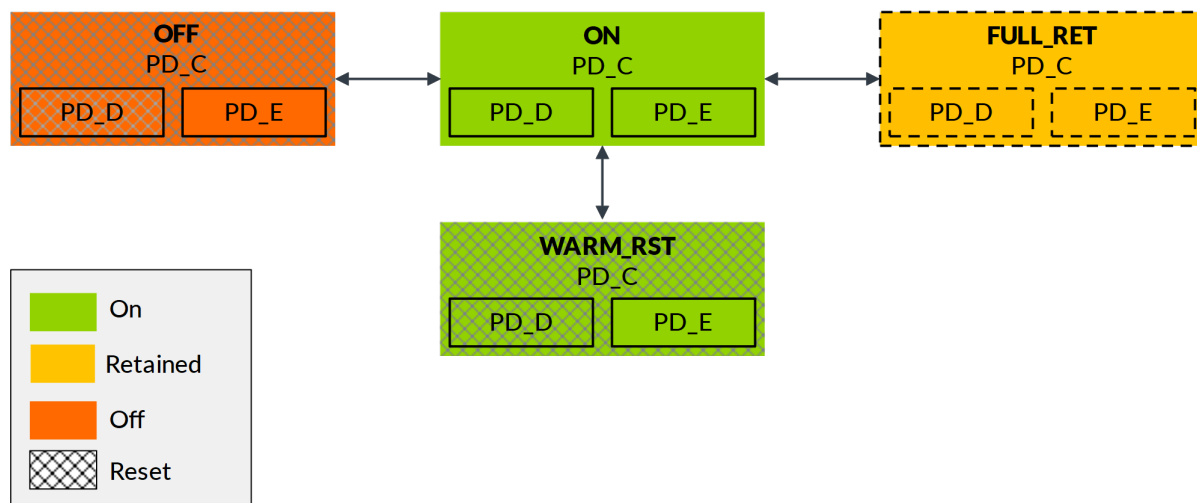 OFF
PD_C
PD_D
PD_E
ON
PD_C
PD_D
PD_E
FULL_RET
PD_C
PD_D
PD_E
WARM_RST
PD_C
PD_D
PD_E
On
Retained
Off
Reset